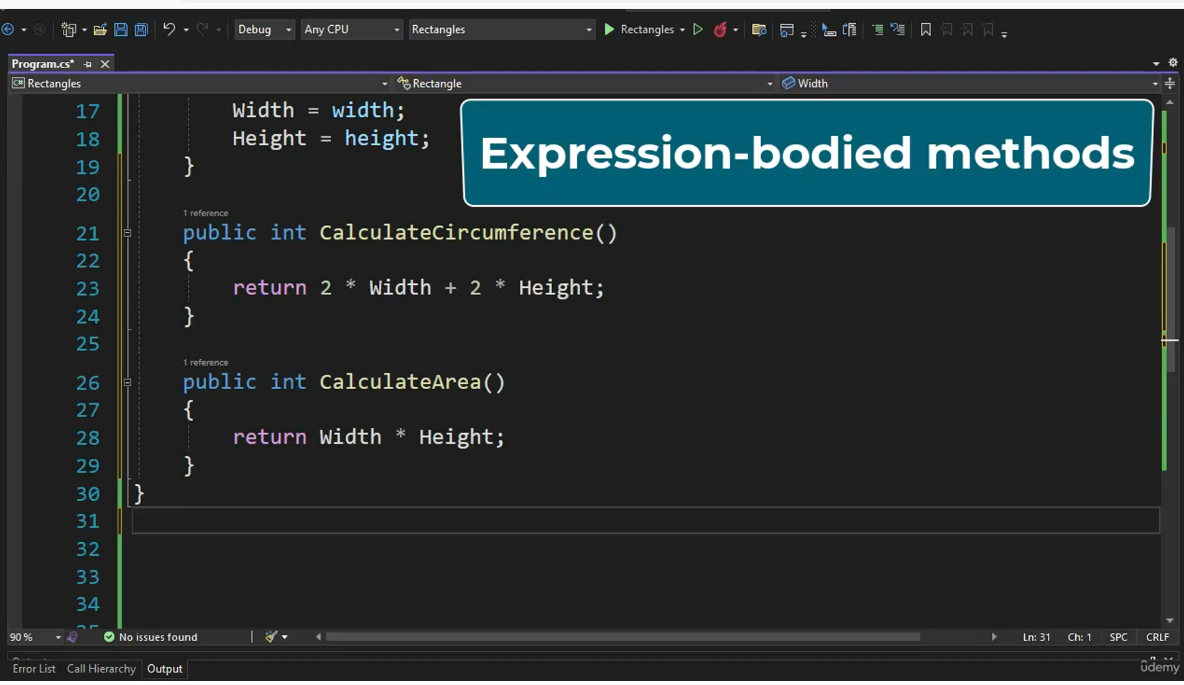 Debug Any CPU Rectangles Rectangles
Program.cs*
C# Rectangles Rectangle Width
17 Width = width;
18 Height = height;
Expression-bodied methods
19 }
20
1 reference
21 public int CalculateCircumference()
22 {
23 return 2 * Width + 2 * Height;
24 }
25
1 reference
26 public int CalculateArea()
27 {
28 return Width * Height;
29 }
30 }
31
32
33
34
90 % No issues found Ln: 31 Ch: 1 SPC CRLF
Error List Call Hierarchy Output
ûdemy